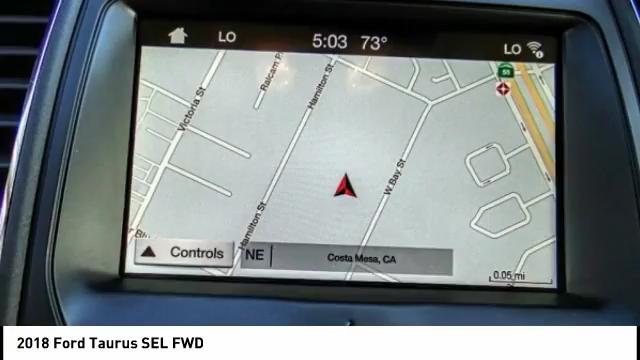 LO
5:03 73°
LO
55
Victoria St
Hamilton St
Hamilton St
W Bay St
Controls
NE
Costa Mesa, CA
0.05 mi
2018 Ford Taurus SEL FWD